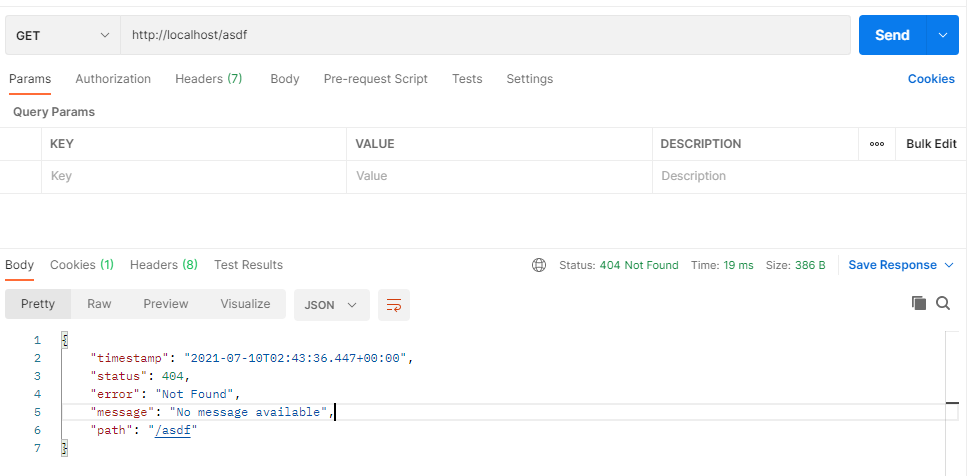 GET http://localhost/asdf Send
Params Authorization Headers (7) Body Pre-request Script Tests Settings Cookies
Query Params
KEY VALUE DESCRIPTION ooo Bulk Edit
Key Value Description
Body Cookies (1) Headers (8) Test Results Status: 404 Not Found Time: 19 ms Size: 386 B Save Response
Pretty Raw Preview Visualize JSON
1 {
2 "timestamp": "2021-07-10T02:43:36.447+00:00",
3 "status": 404,
4 "error": "Not Found",
5 "message": "No message available",
6 "path": "/asdf"
7 }